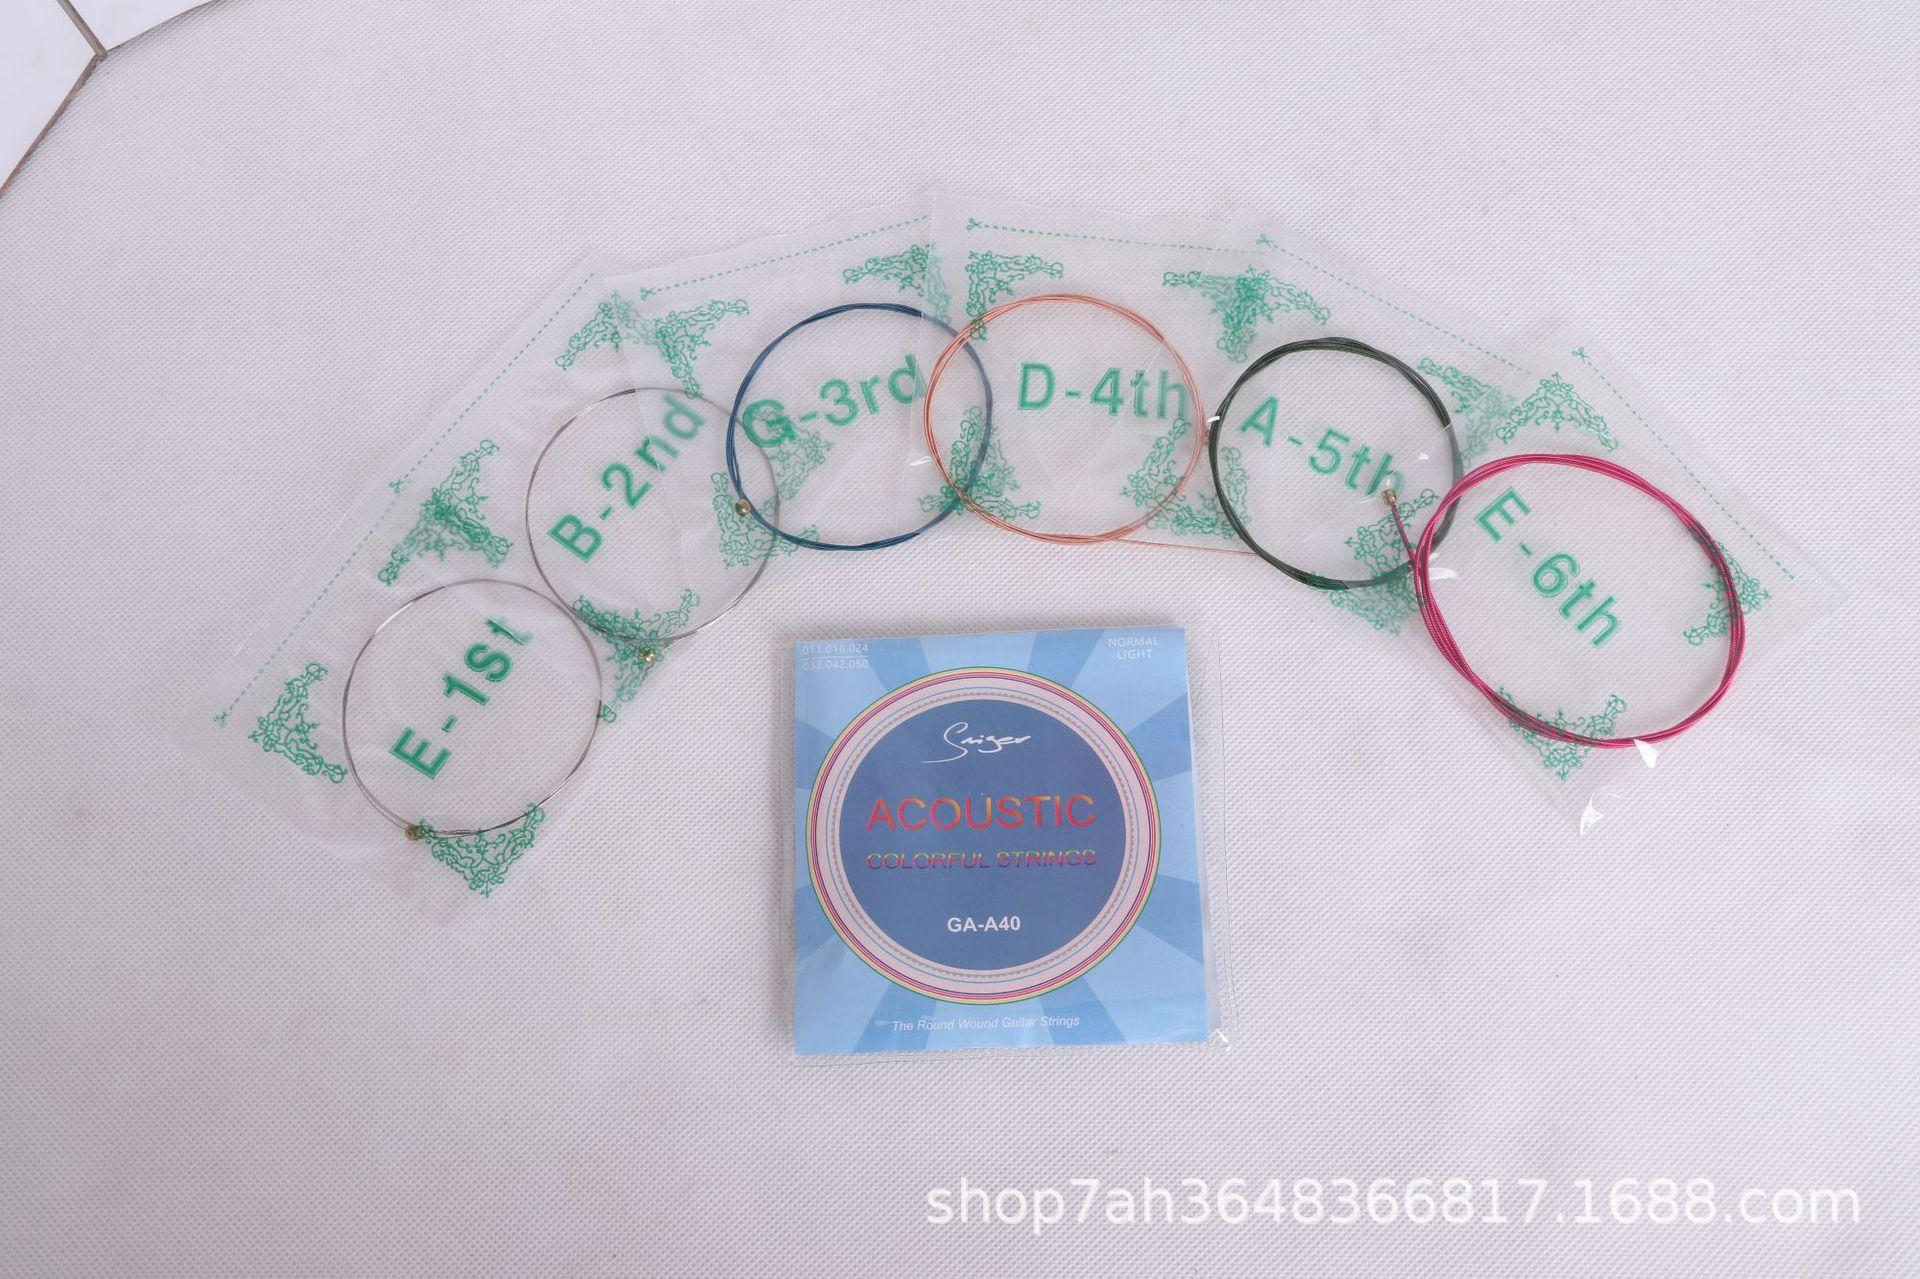 E-1st
B-2nd
G-3rd
D-4th
A-5th
E-6th
.011.016.024
.032.042.050
NORMAL
LIGHT
Smiger
ACOUSTIC
COLORFUL STRINGS
GA-A40
The Round Wound Guitar Strings
shop7ah3648366817.1688.com